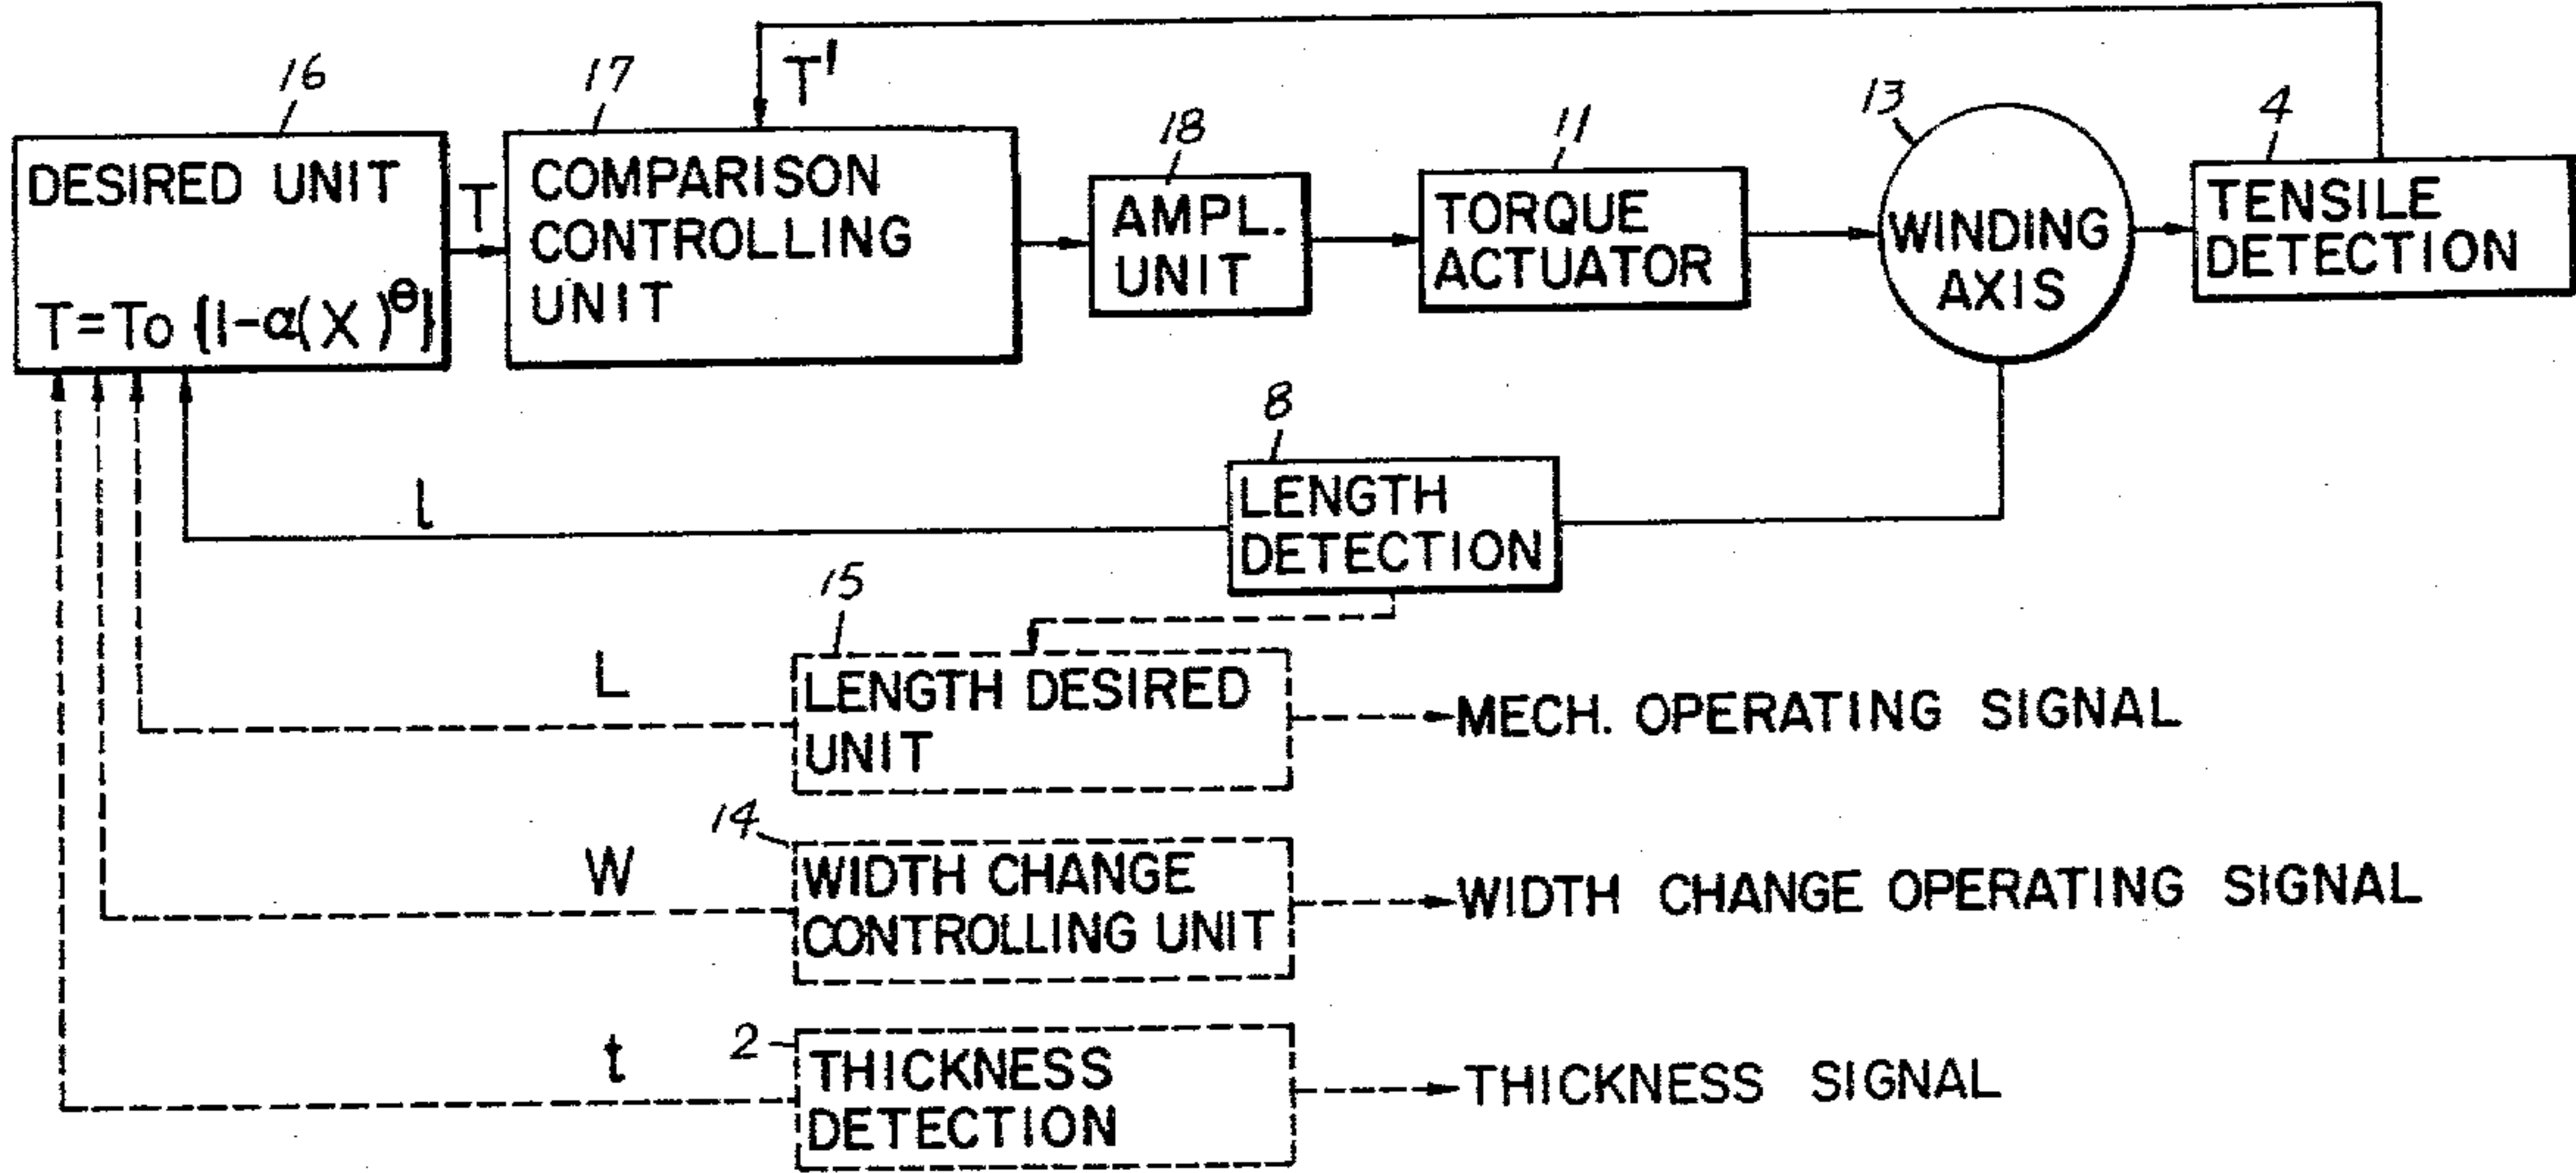 16
17
T'
18
11
13
4
DESIRED UNIT
T=To {1-α(X)^θ}
T
COMPARISON
CONTROLLING
UNIT
AMPL.
UNIT
TORQUE
ACTUATOR
WINDING
AXIS
TENSILE
DETECTION
8
l
LENGTH
DETECTION
15
L
LENGTH DESIRED
UNIT
MECH. OPERATING SIGNAL
14
W
WIDTH CHANGE
CONTROLLING UNIT
WIDTH CHANGE OPERATING SIGNAL
2
t
THICKNESS
DETECTION
THICKNESS SIGNAL